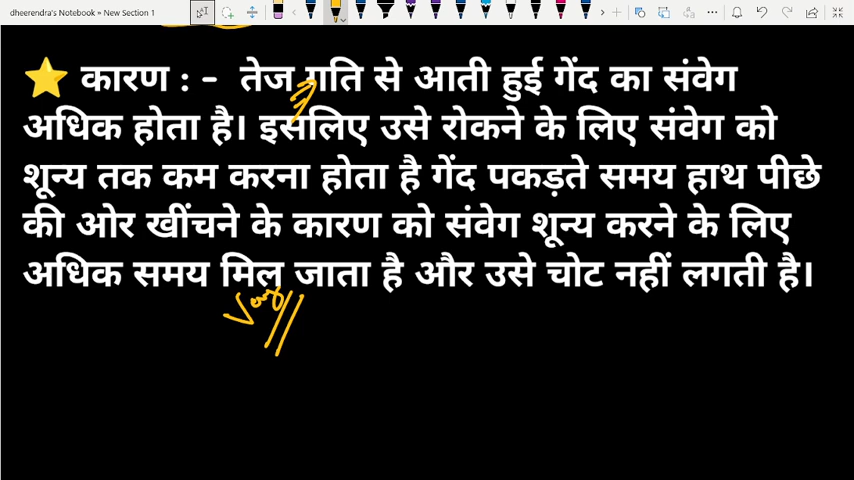 dheerendra's Notebook » New Section 1
कारण : - तेज गति से आती हुई गेंद का संवेग
अधिक होता है। इसलिए उसे रोकने के लिए संवेग को
शून्य तक कम करना होता है गेंद पकड़ते समय हाथ पीछे
की ओर खींचने के कारण को संवेग शून्य करने के लिए
अधिक समय मिल जाता है और उसे चोट नहीं लगती है।